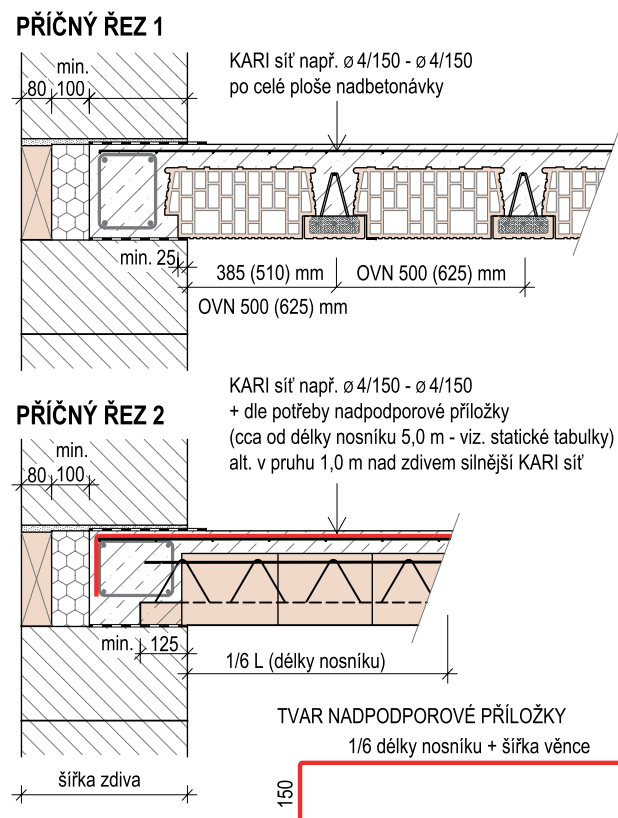 PŘÍČNÝ ŘEZ 1
KARI síť např. ø 4/150 - ø 4/150
po celé ploše nadbetonávky
min.
80 100
min. 25
385 (510) mm
OVN 500 (625) mm
OVN 500 (625) mm
KARI síť např. ø 4/150 - ø 4/150
+ dle potřeby nadpodporové příložky
(cca od délky nosníku 5,0 m - viz. statické tabulky)
alt. v pruhu 1,0 m nad zdivem silnější KARI síť
PŘÍČNÝ ŘEZ 2
min.
80 100
min. 125
1/6 L (délky nosníku)
TVAR NADPODPOROVÉ PŘÍLOŽKY
1/6 délky nosníku + šířka věnce
150
šířka zdiva